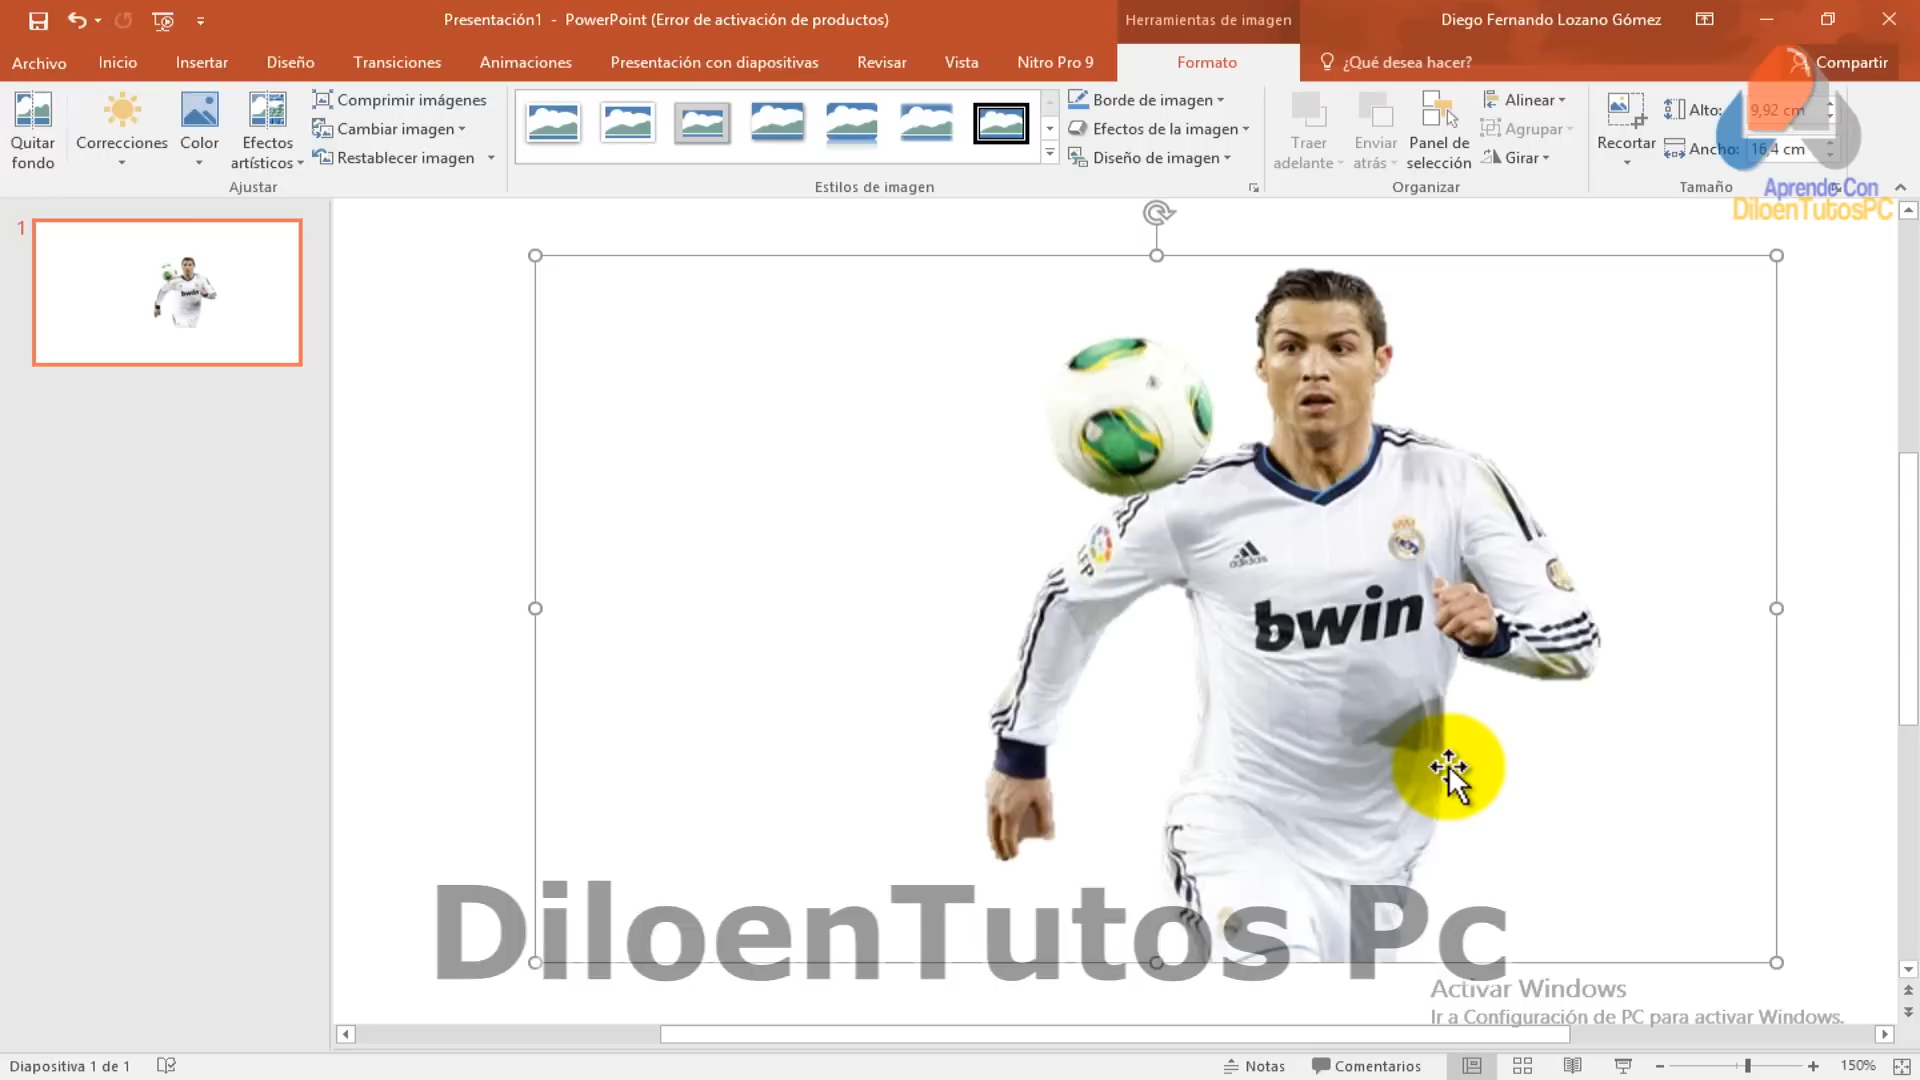 Presentación1 - PowerPoint (Error de activación de productos)
Herramientas de imagen
Diego Fernando Lozano Gómez
Archivo Inicio Insertar Diseño Transiciones Animaciones Presentación con diapositivas Revisar Vista Nitro Pro 9 Formato ¿Qué desea hacer? Compartir
Quitar fondo
Correcciones
Color
Efectos artísticos
Comprimir imágenes
Cambiar imagen
Restablecer imagen
Ajustar
Estilos de imagen
Borde de imagen
Efectos de la imagen
Diseño de imagen
Traer adelante
Enviar atrás
Panel de selección
Alinear
Agrupar
Girar
Organizar
Recortar
Alto: 9,92 cm
Ancho: 16,4 cm
Tamaño
Aprende Con
DiloenTutosPC
1
bwin
adidas
bwin
DiloenTutos Pc
Activar Windows
Ir a Configuración de PC para activar Windows.
Diapositiva 1 de 1
Notas
Comentarios
150%